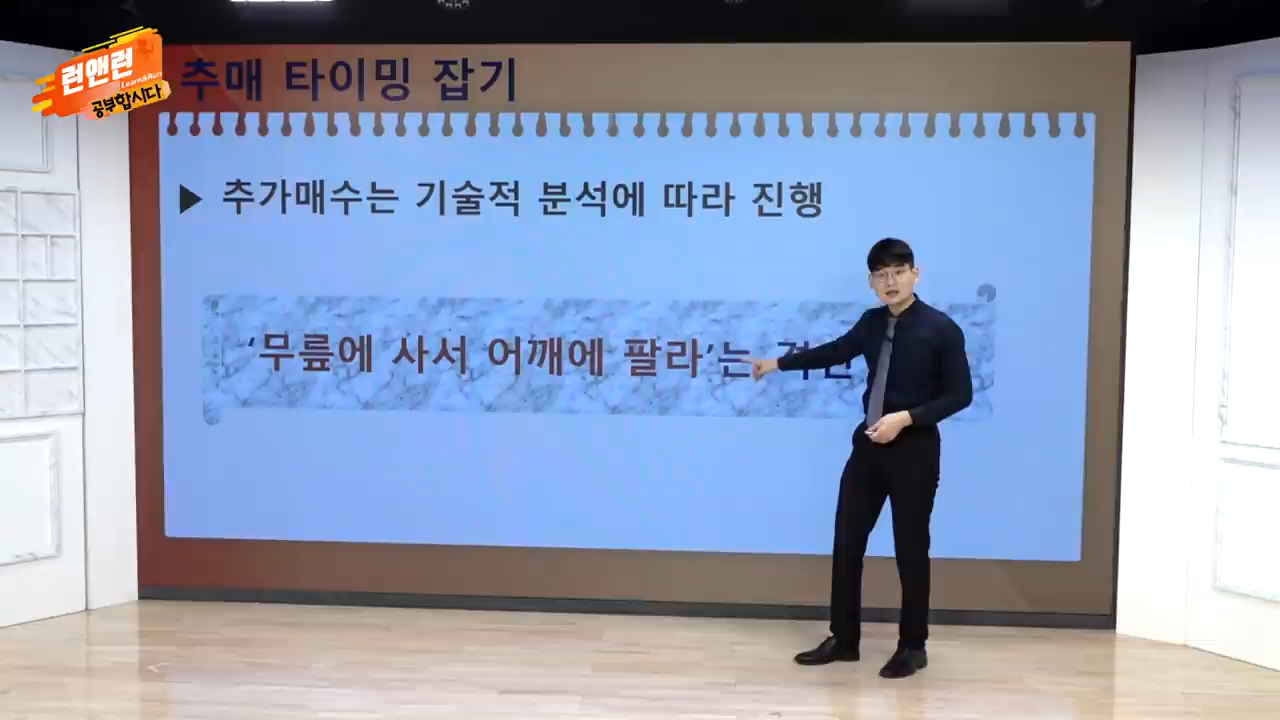 런앤런
Learn&Run
공부합시다
추매 타이밍 잡기
▶ 추가매수는 기술적 분석에 따라 진행
'무릎에 사서 어깨에 팔라'는